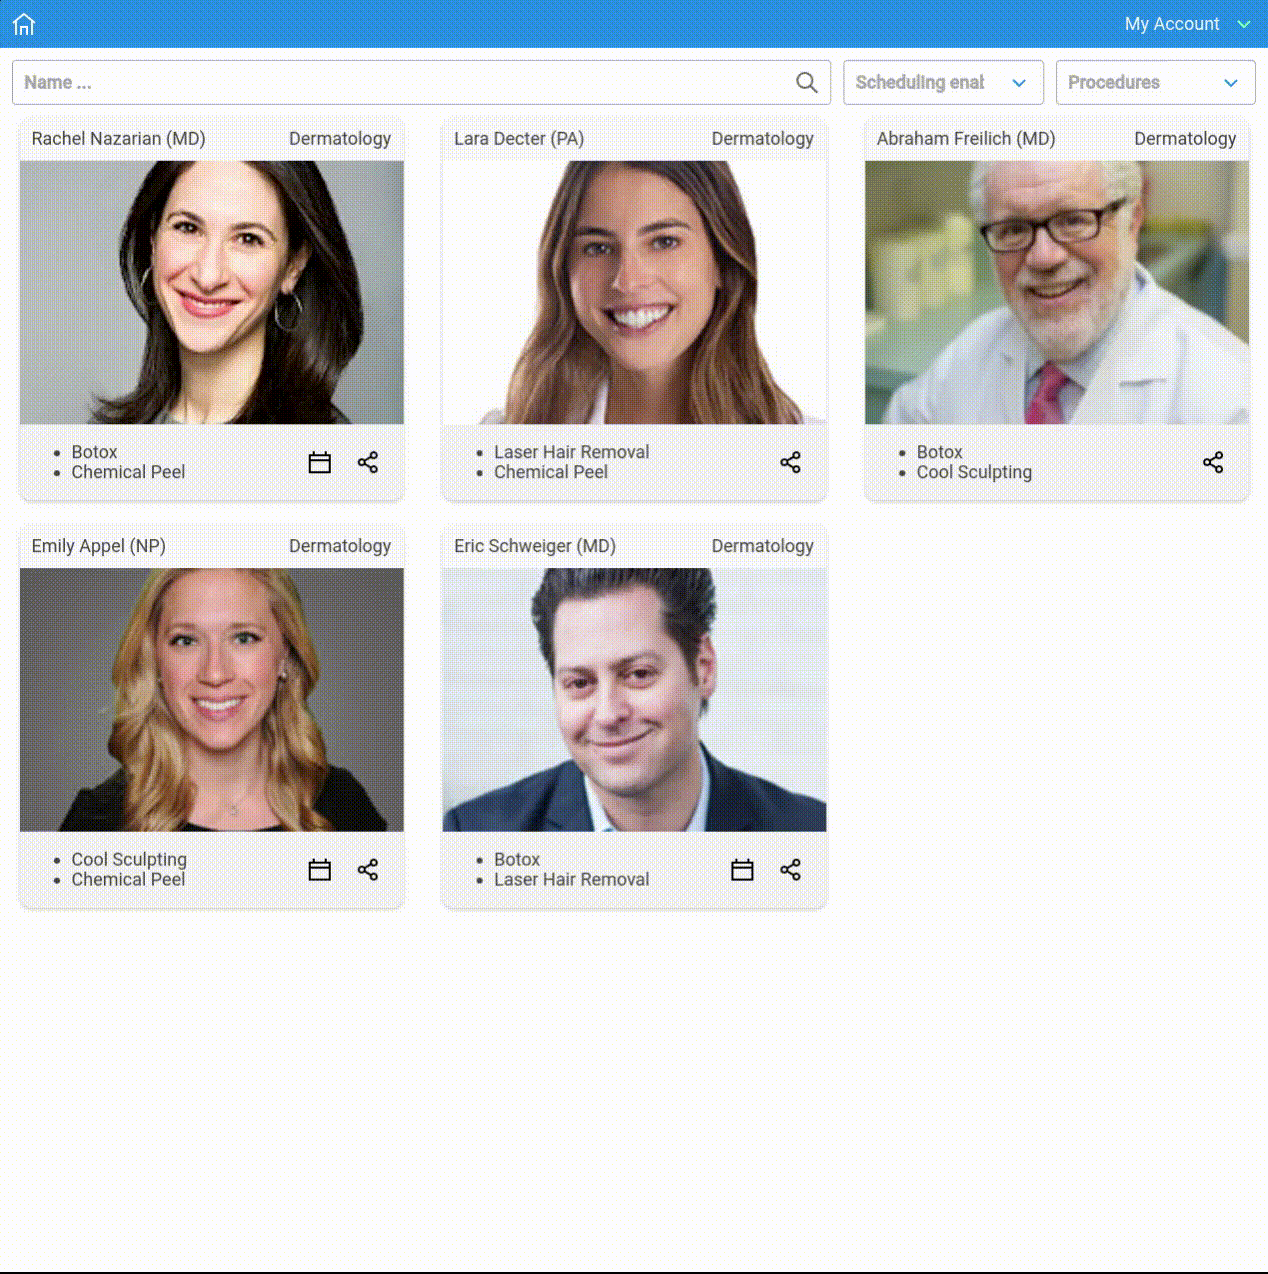 My Account
Name ...
Scheduling enal
Procedures
Rachel Nazarian (MD) Dermatology
Lara Decter (PA) Dermatology
Abraham Freilich (MD) Dermatology
Botox
Chemical Peel
Laser Hair Removal
Chemical Peel
Botox
Cool Sculpting
Emily Appel (NP) Dermatology
Eric Schweiger (MD) Dermatology
Cool Sculpting
Chemical Peel
Botox
Laser Hair Removal